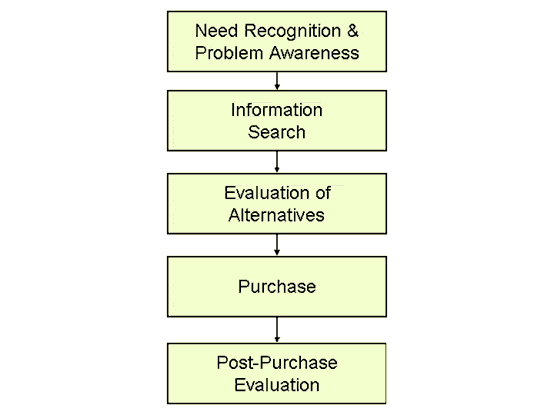 Need Recognition &
Problem Awareness
Information
Search
Evaluation of
Alternatives
Purchase
Post-Purchase
Evaluation